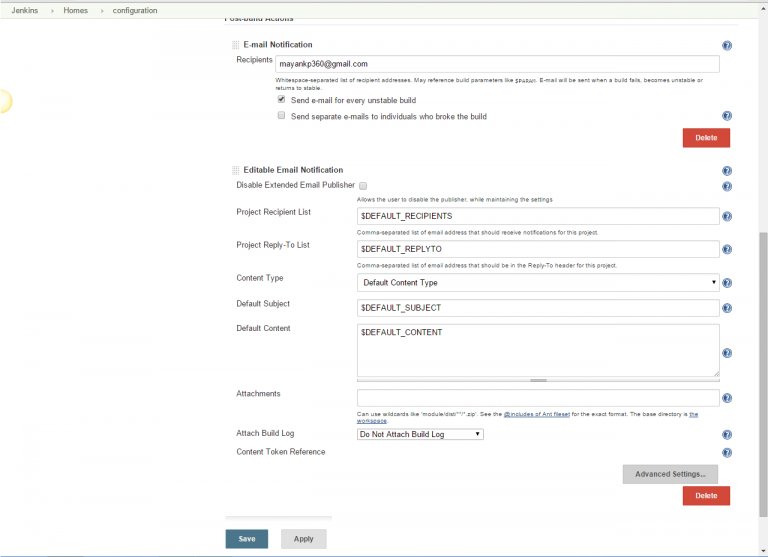 Jenkins › Homes › configuration
Post-build Actions
E-mail Notification
Recipients mayankp360@gmail.com
Whitespace-separated list of recipient addresses. May reference build parameters like $PARAM. E-mail will be sent when a build fails, becomes unstable or
returns to stable.
Send e-mail for every unstable build
Send separate e-mails to individuals who broke the build
Delete
Editable Email Notification
Disable Extended Email Publisher
Allows the user to disable the publisher, while maintaining the settings
Project Recipient List $DEFAULT_RECIPIENTS
Comma-separated list of email address that should receive notifications for this project.
Project Reply-To List $DEFAULT_REPLYTO
Comma-separated list of email address that should be in the Reply-To header for this project.
Content Type Default Content Type
Default Subject $DEFAULT_SUBJECT
Default Content $DEFAULT_CONTENT
Attachments
Can use wildcards like 'module/dist/**/*.zip'. See the @includes of Ant fileset for the exact format. The base directory is the
workspace.
Attach Build Log Do Not Attach Build Log
Content Token Reference
Advanced Settings...
Delete
Save Apply